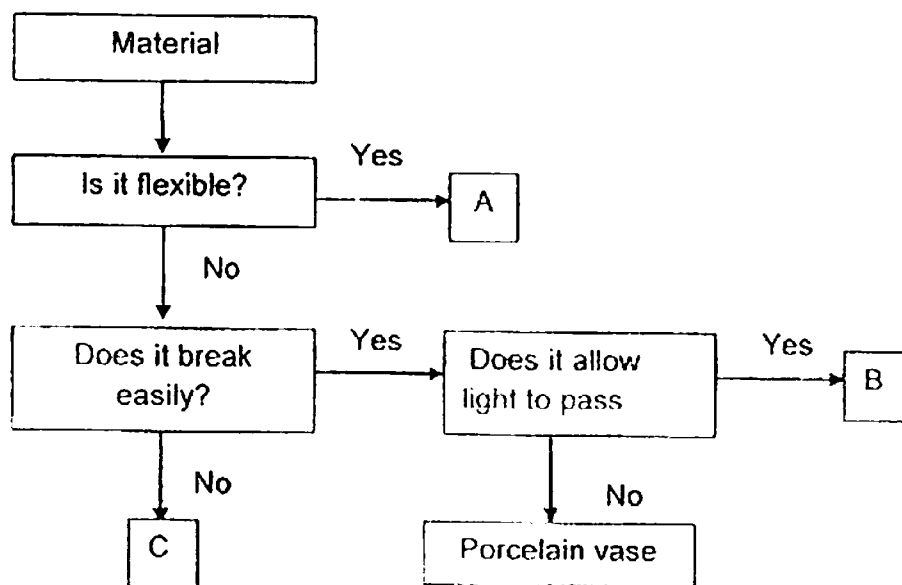 Material
Is it flexible?
Yes
A
No
Does it break
easily?
Yes
Does it allow
light to pass
Yes
B
No
C
No
Porcelain vase